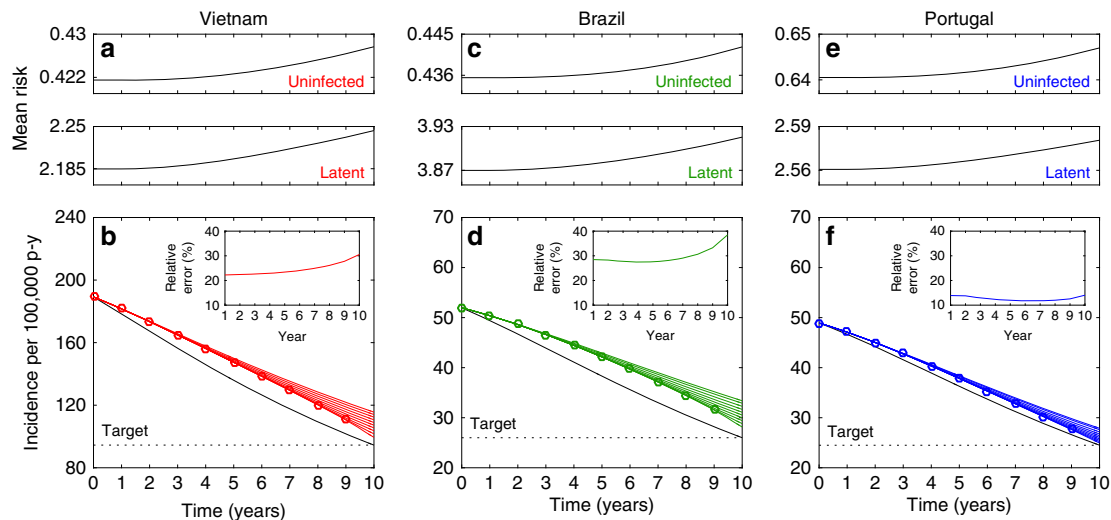 Vietnam
Brazil
Portugal
Mean risk
a
0.43
0.422
Uninfected
c
0.445
0.436
Uninfected
e
0.65
0.64
Uninfected
2.25
2.185
Latent
3.93
3.87
Latent
2.59
2.56
Latent
Incidence per 100,000 p-y
b
240
200
160
120
80
Target
Relative
error (%)
40
30
20
10
1 2 3 4 5 6 7 8 9 10
Year
0 1 2 3 4 5 6 7 8 9 10
Time (years)
d
70
60
50
40
30
20
Target
Relative
error (%)
40
30
20
10
1 2 3 4 5 6 7 8 9 10
Year
0 1 2 3 4 5 6 7 8 9 10
Time (years)
f
70
60
50
40
30
20
Target
Relative
error (%)
40
30
20
10
1 2 3 4 5 6 7 8 9 10
Year
0 1 2 3 4 5 6 7 8 9 10
Time (years)